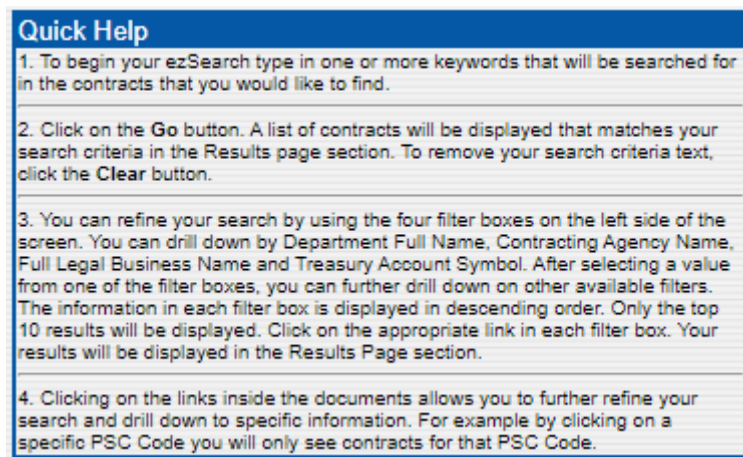 Quick Help
1. To begin your ezSearch type in one or more keywords that will be searched for
in the contracts that you would like to find.
2. Click on the Go button. A list of contracts will be displayed that matches your
search criteria in the Results page section. To remove your search criteria text,
click the Clear button.
3. You can refine your search by using the four filter boxes on the left side of the
screen. You can drill down by Department Full Name, Contracting Agency Name,
Full Legal Business Name and Treasury Account Symbol. After selecting a value
from one of the filter boxes, you can further drill down on other available filters.
The information in each filter box is displayed in descending order. Only the top
10 results will be displayed. Click on the appropriate link in each filter box. Your
results will be displayed in the Results Page section.
4. Clicking on the links inside the documents allows you to further refine your
search and drill down to specific information. For example by clicking on a
specific PSC Code you will only see contracts for that PSC Code.